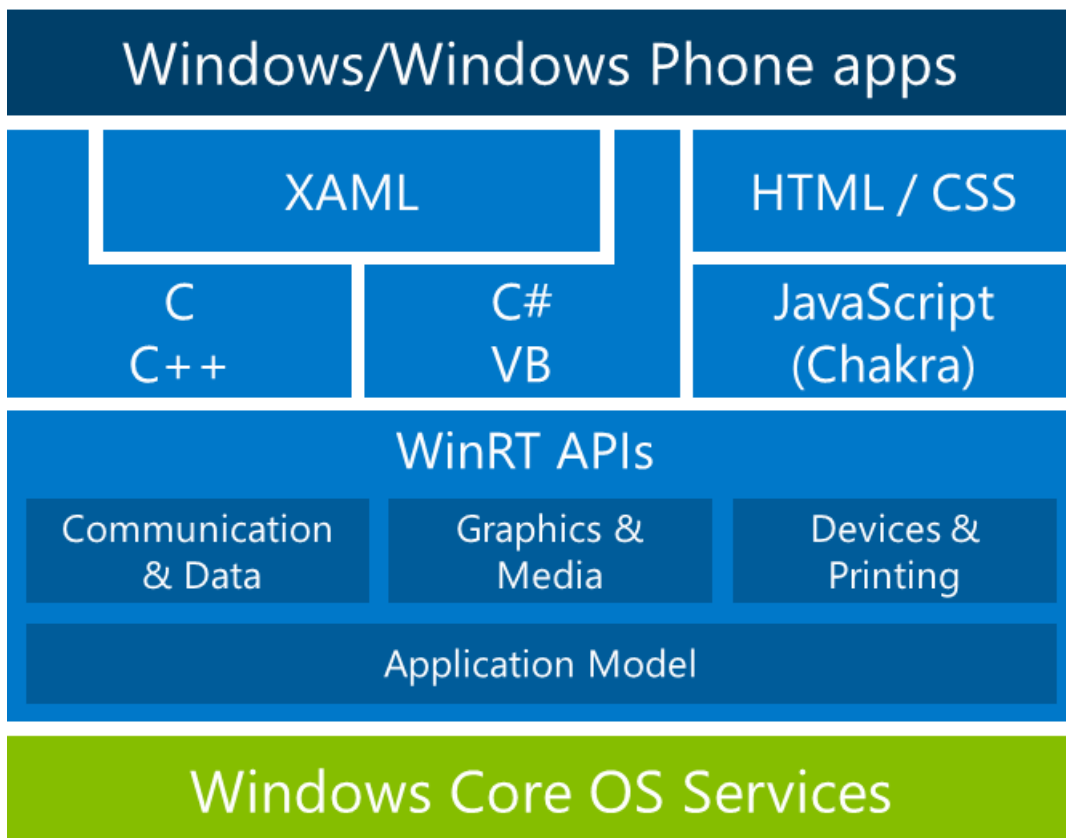 Windows/Windows Phone apps
XAML
HTML / CSS
C
C++
C#
VB
JavaScript
(Chakra)
WinRT APIs
Communication
& Data
Graphics &
Media
Devices &
Printing
Application Model
Windows Core OS Services